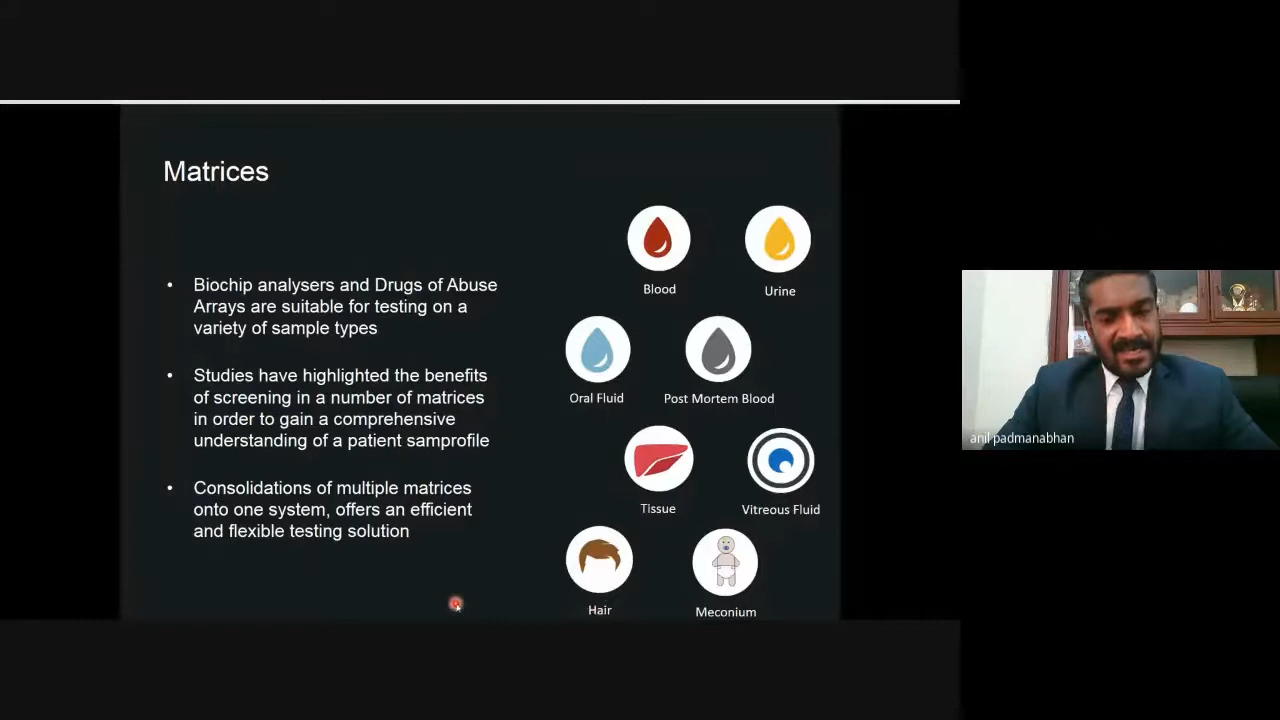 Matrices
• Biochip analysers and Drugs of Abuse
Arrays are suitable for testing on a
variety of sample types
• Studies have highlighted the benefits
of screening in a number of matrices
in order to gain a comprehensive
understanding of a patient samprofile
• Consolidations of multiple matrices
onto one system, offers an efficient
and flexible testing solution
Blood
Urine
Oral Fluid
Post Mortem Blood
Tissue
Vitreous Fluid
Hair
Meconium
anil padmanabhan